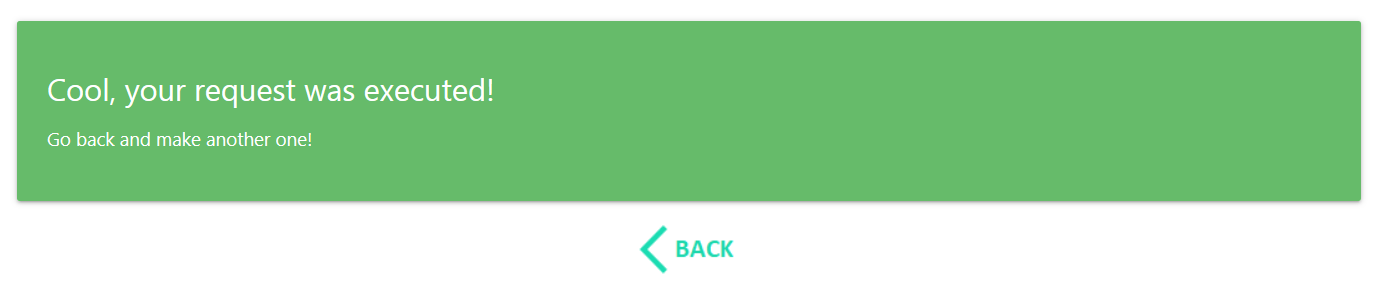 Cool, your request was executed!
Go back and make another one!
BACK